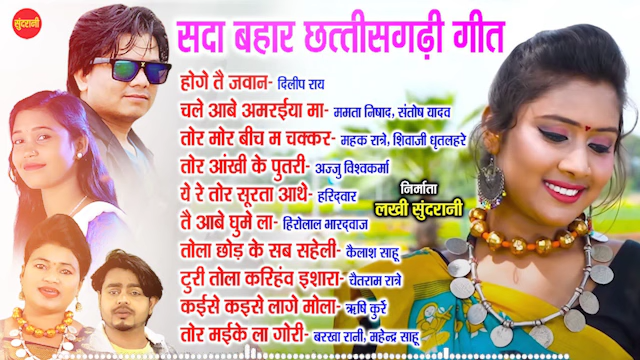 सुंदरानी
सदा बहार छत्तीसगढ़ी गीत
होगे तै जवान- दिलीप राय
चले आबे अमरईया मा- ममता निषाद, संतोष यादव
तोर मोर बीच म चक्कर- महक रात्रे, शिवाजी धृतलहरे
तोर आंखी के पुतरी- अज्जु विश्वकर्मा
ये रे तोर सूरता आथै- हरिद्वार
तै आबे घुमे ला- हिरोलाल भारद्वाज
तोला छोड़ के सब सहेली- कैलाश साहू
टुरी तोला करिहंव इशारा- चैतराम रात्रे
कईसे कइसे लागे मोला- ऋषि कुर्रे
तोर मईके ला गोरी- बरखा रानी, महेन्द्र साहू
निर्माता
लखी सुंदरानी